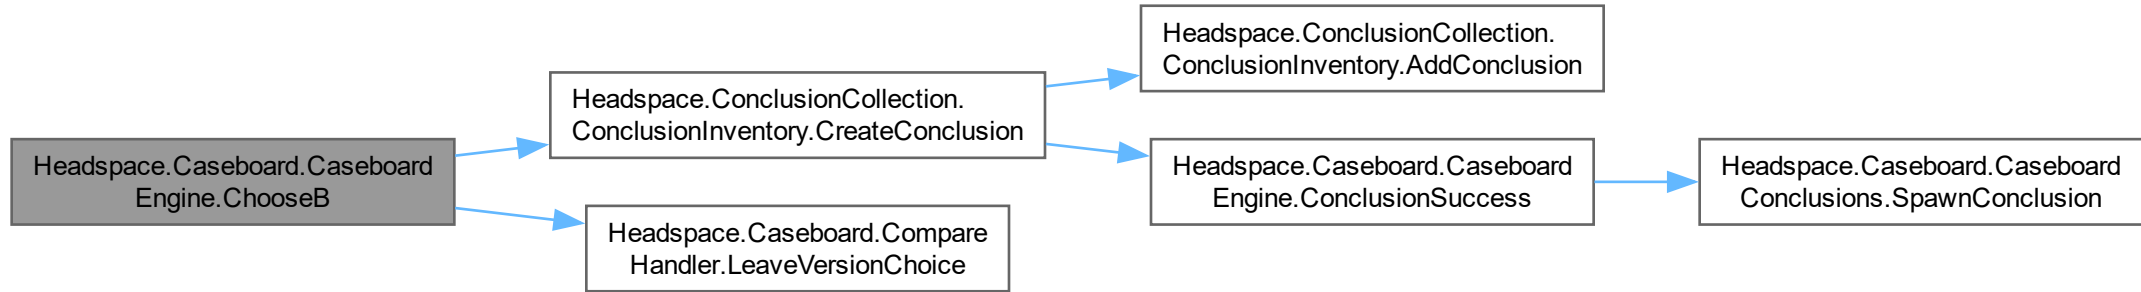 Headspace.Caseboard.Caseboard
Engine.ChooseB
Headspace.ConclusionCollection.
ConclusionInventory.CreateConclusion
Headspace.ConclusionCollection.
ConclusionInventory.AddConclusion
Headspace.Caseboard.Caseboard
Engine.ConclusionSuccess
Headspace.Caseboard.Caseboard
Conclusions.SpawnConclusion
Headspace.Caseboard.Compare
Handler.LeaveVersionChoice